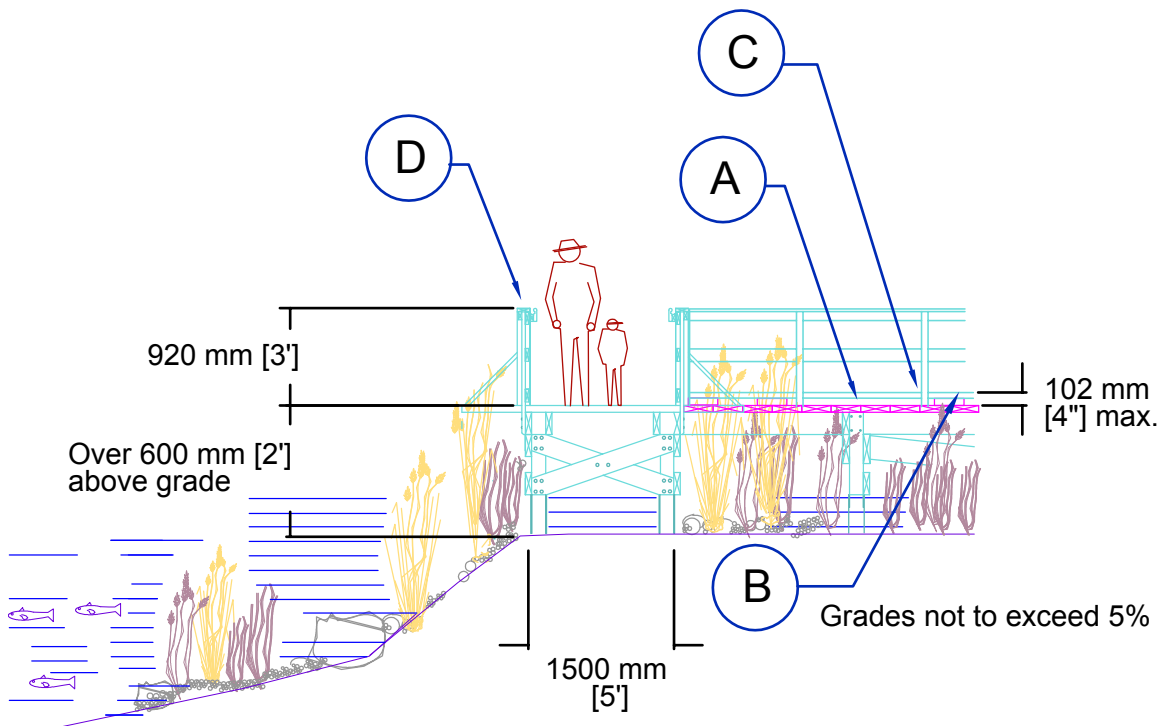 C
D
A
920 mm [3']
102 mm
[4"] max.
Over 600 mm [2']
above grade
B
Grades not to exceed 5%
1500 mm
[5']